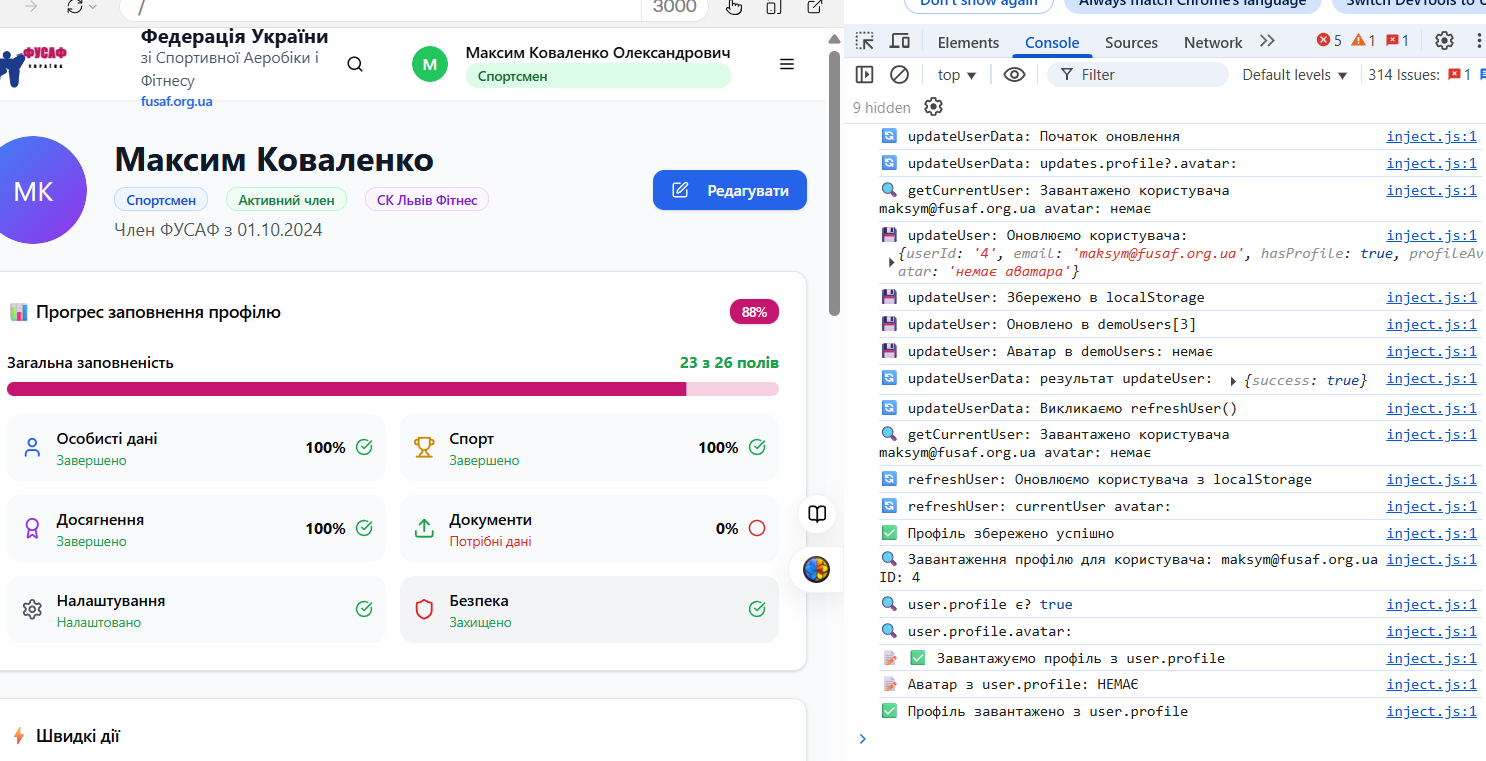 /
3000
ФУСАФ
УКРАЇНА
Федерація України
зі Спортивної Аеробіки і
Фітнесу
fusaf.org.ua
М
Максим Коваленко Олександрович
Спортсмен
МК
Максим Коваленко
Спортсмен
Активний член
СК Львів Фітнес
Член ФУСАФ з 01.10.2024
Редагувати
Прогрес заповнення профілю
88%
Загальна заповненість
23 з 26 полів
Особисті дані
Завершено
100%
Спорт
Завершено
100%
Досягнення
Завершено
100%
Документи
Потрібні дані
0%
Налаштування
Налаштовано
Безпека
Захищено
Швидкі дії
Don't show again
Always match Chrome's language
Switch DevTools to
Elements
Console
Sources
Network
5
1
1
top
Filter
Default levels
314 Issues:
1
9 hidden
updateUserData: Початок оновлення inject.js:1
updateUserData: updates.profile?.avatar: inject.js:1
getCurrentUser: Завантажено користувача inject.js:1
maksym@fusaf.org.ua avatar: немає
updateUser: Оновлюємо користувача: inject.js:1
{userId: '4', email: 'maksym@fusaf.org.ua', hasProfile: true, profileAv
atar: 'немає аватара'}
updateUser: Збережено в localStorage inject.js:1
updateUser: Оновлено в demoUsers[3] inject.js:1
updateUser: Аватар в demoUsers: немає inject.js:1
updateUserData: результат updateUser: {success: true} inject.js:1
updateUserData: Викликаємо refreshUser() inject.js:1
getCurrentUser: Завантажено користувача inject.js:1
maksym@fusaf.org.ua avatar: немає
refreshUser: Оновлюємо користувача з localStorage inject.js:1
refreshUser: currentUser avatar: inject.js:1
Профіль збережено успішно inject.js:1
Завантаження профілю для користувача: maksym@fusaf.org.ua inject.js:1
ID: 4
user.profile є? true inject.js:1
user.profile.avatar: inject.js:1
Завантажуємо профіль з user.profile inject.js:1
Аватар з user.profile: НЕМАЄ inject.js:1
Профіль завантажено з user.profile inject.js:1